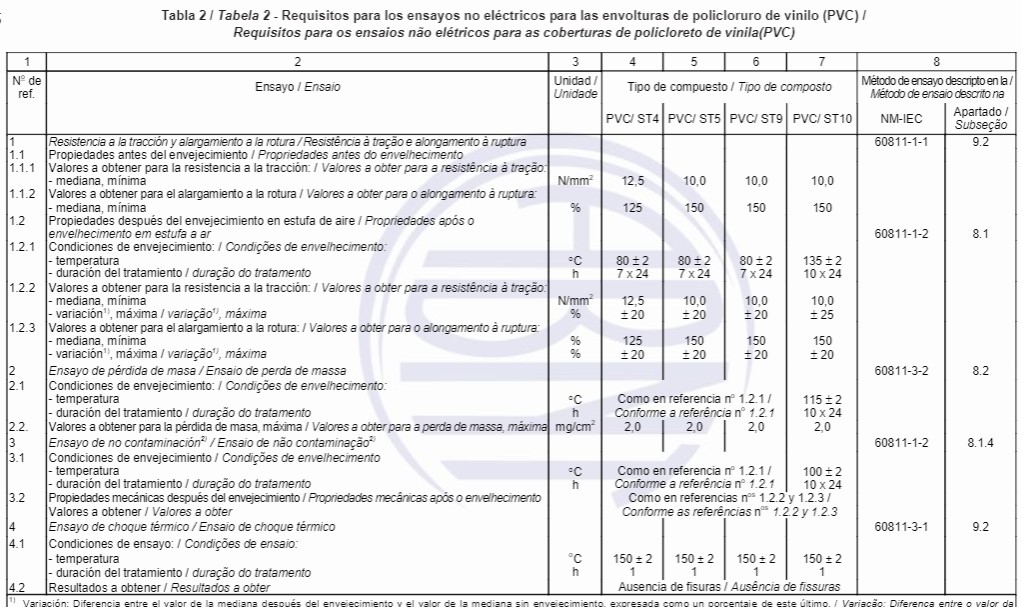 Tabla 2 / Tabela 2 - Requisitos para los ensayos no eléctricos para las envolturas de policloruro de vinilo (PVC) /
Requisitos para os ensaios não elétricos para as coberturas de policloreto de vinila(PVC)
1 2 3 4 5 6 7 8
Nº de ref. Ensayo / Ensaio Unidad / Unidade Tipo de compuesto / Tipo de composto Método de ensayo descripto en la / Método de ensaio descrito na
PVC/ ST4 PVC/ ST5 PVC/ ST9 PVC/ ST10 NM-IEC Apartado / Subseção
1 Resistencia a la tracción y alargamiento a la rotura / Resistência à tração e alongamento à ruptura 60811-1-1 9.2
1.1 Propiedades antes del envejecimiento / Propriedades antes do envelhecimento
1.1.1 Valores a obtener para la resistencia a la tracción: / Valores a obter para a resistência à tração:
- mediana, mínima N/mm² 12,5 10,0 10,0 10,0
1.1.2 Valores a obtener para el alargamiento a la rotura / Valores a obter para o alongamento à ruptura:
- mediana, mínima % 125 150 150 150
1.2 Propiedades después del envejecimiento en estufa de aire / Propriedades após o
envelhecimento em estufa a ar 60811-1-2 8.1
1.2.1 Condiciones de envejecimiento: / Condições de envelhecimento:
- temperatura °C 80 ± 2 80 ± 2 80 ± 2 135 ± 2
- duración del tratamiento / duração do tratamento h 7 x 24 7 x 24 7 x 24 10 x 24
1.2.2 Valores a obtener para la resistencia a la tracción: / Valores a obter para a resistência à tração:
- mediana, mínima N/mm² 12,5 10,0 10,0 10,0
- variación¹⁾, máxima / variação¹⁾, máxima % ± 20 ± 20 ± 20 ± 25
1.2.3 Valores a obtener para el alargamiento a la rotura: / Valores a obter para o alongamento à ruptura:
- mediana, mínima % 125 150 150 150
- variación¹⁾, máxima / variação¹⁾, máxima % ± 20 ± 20 ± 20 ± 20
2 Ensayo de pérdida de masa / Ensaio de perda de massa 60811-3-2 8.2
2.1 Condiciones de envejecimiento: / Condições de envelhecimento:
- temperatura °C Como en referencia n° 1.2.1 / 115 ± 2
- duración del tratamiento / duração do tratamento h Conforme a referência n° 1.2.1 10 x 24
2.2. Valores a obtener para la pérdida de masa, máxima / Valores a obter para a perda de massa, máxima mg/cm² 2,0 2,0 2,0 2,0
3 Ensayo de no contaminación²⁾ / Ensaio de não contaminação²⁾ 60811-1-2 8.1.4
3.1 Condiciones de envejecimiento / Condições de envelhecimento
- temperatura °C Como en referencia n° 1.2.1 / 100 ± 2
- duración del tratamiento / duração do tratamento h Conforme a referência n° 1.2.1 10 x 24
3.2 Propiedades mecánicas después del envejecimiento / Propriedades mecânicas após o envelhecimento Como en referencias nᵒˢ 1.2.2 y 1.2.3 /
Valores a obtener / Valores a obter Conforme as referências nᵒˢ 1.2.2 y 1.2.3
4 Ensayo de choque térmico / Ensaio de choque térmico 60811-3-1 9.2
4.1 Condiciones de ensayo: / Condições de ensaio:
- temperatura °C 150 ± 2 150 ± 2 150 ± 2 150 ± 2
- duración del tratamiento / duração do tratamento h 1 1 1 1
4.2 Resultados a obtener / Resultados a obter Ausencia de fisuras / Ausência de fissuras
¹⁾ Variación: Diferencia entre el valor de la mediana después del envejecimiento y el valor de la mediana sin envejecimiento, expresada como un porcentaje de este último. / Variação: Diferença entre o valor da